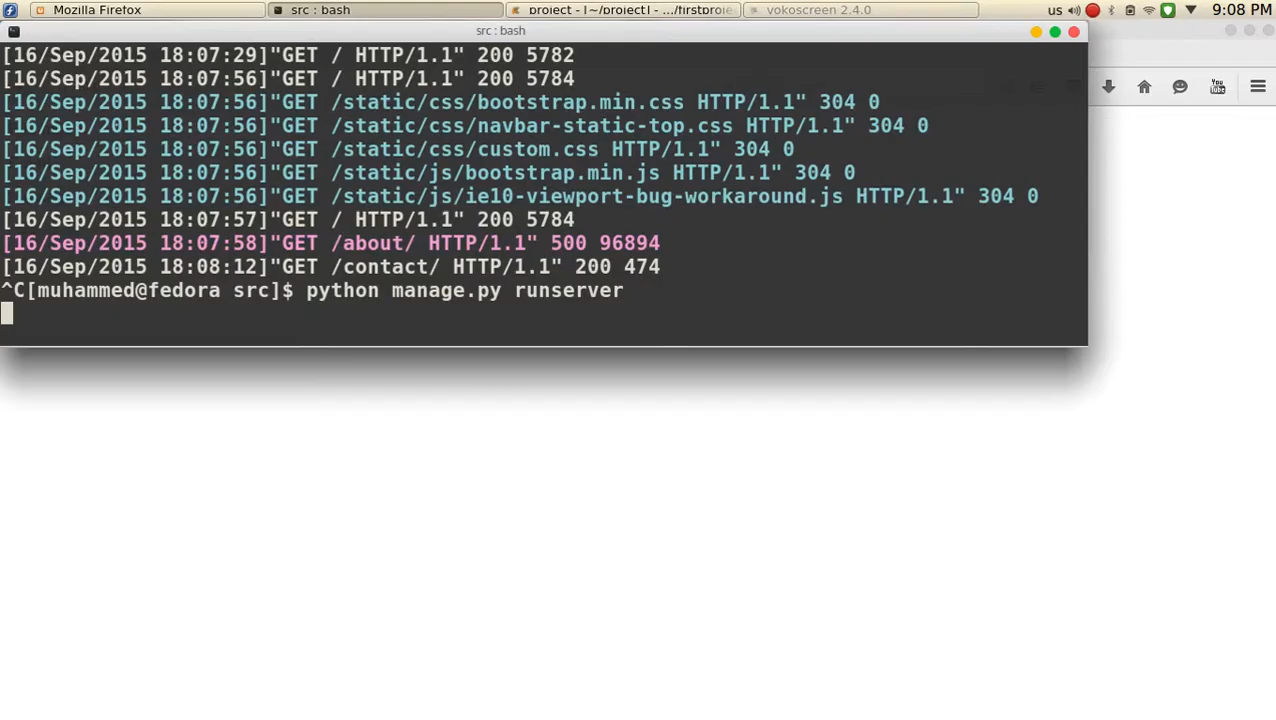 Mozilla Firefox
src : bash
project - [~/project] - .../firstproje
vokoscreen 2.4.0
us
9:08 PM
src : bash
[16/Sep/2015 18:07:29]"GET / HTTP/1.1" 200 5782
[16/Sep/2015 18:07:56]"GET / HTTP/1.1" 200 5784
[16/Sep/2015 18:07:56]"GET /static/css/bootstrap.min.css HTTP/1.1" 304 0
[16/Sep/2015 18:07:56]"GET /static/css/navbar-static-top.css HTTP/1.1" 304 0
[16/Sep/2015 18:07:56]"GET /static/css/custom.css HTTP/1.1" 304 0
[16/Sep/2015 18:07:56]"GET /static/js/bootstrap.min.js HTTP/1.1" 304 0
[16/Sep/2015 18:07:56]"GET /static/js/ie10-viewport-bug-workaround.js HTTP/1.1" 304 0
[16/Sep/2015 18:07:57]"GET / HTTP/1.1" 200 5784
[16/Sep/2015 18:07:58]"GET /about/ HTTP/1.1" 500 96894
[16/Sep/2015 18:08:12]"GET /contact/ HTTP/1.1" 200 474
^C[muhammed@fedora src]$ python manage.py runserver
You
Tube